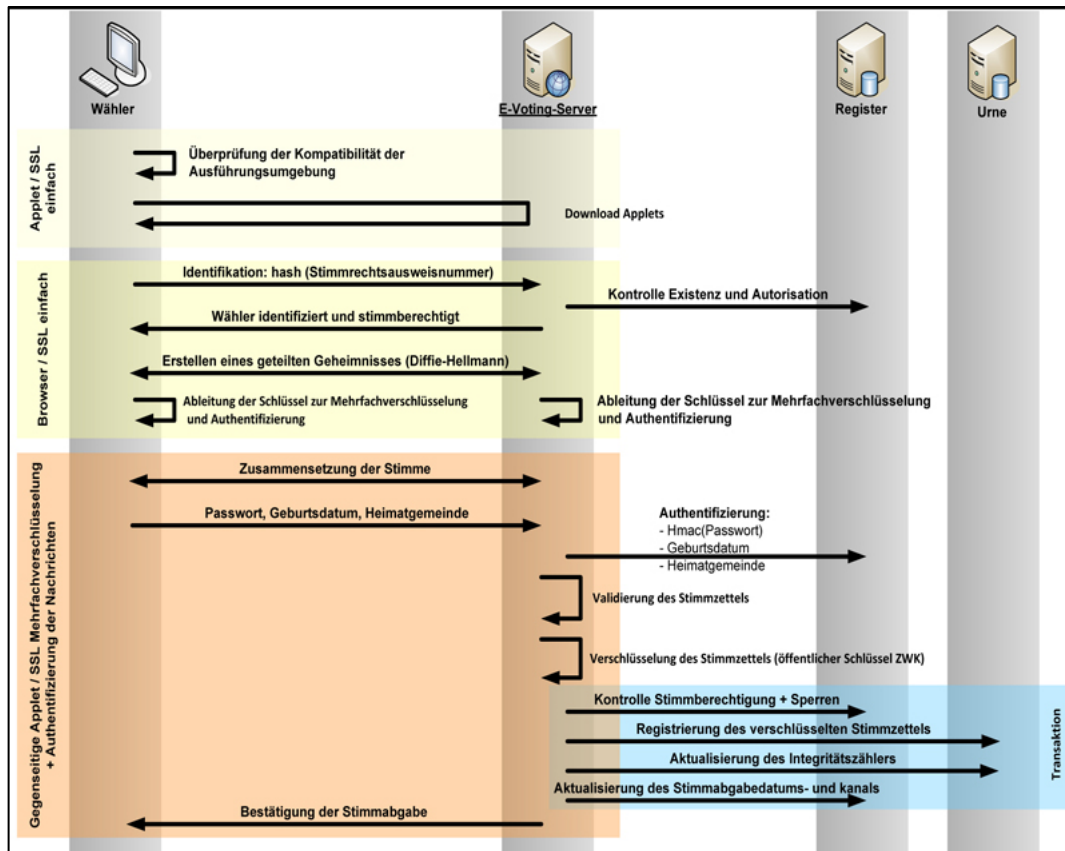 Wähler
E-Voting-Server
Register
Urne
Applet / SSL
einfach
Überprüfung der Kompatibilität der
Ausführungsumgebung
Download Applets
Browser / SSL einfach
Identifikation: hash (Stimmrechtsausweisnummer)
Kontrolle Existenz und Autorisation
Wähler identifiziert und stimmberechtigt
Erstellen eines geteilten Geheimnisses (Diffie-Hellmann)
Ableitung der Schlüssel zur Mehrfachverschlüsselung
und Authentifizierung
Ableitung der Schlüssel zur Mehrfachverschlüsselung
und Authentifizierung
Gegenseitige Applet / SSL Mehrfachverschlüsselung
+ Authentifizierung der Nachrichten
Zusammensetzung der Stimme
Passwort, Geburtsdatum, Heimatgemeinde
Authentifizierung:
- Hmac(Passwort)
- Geburtsdatum
- Heimatgemeinde
Validierung des Stimmzettels
Verschlüsselung des Stimmzettels (öffentlicher Schlüssel ZWK)
Kontrolle Stimmberechtigung + Sperren
Registrierung des verschlüsselten Stimmzettels
Aktualisierung des Integritätszählers
Aktualisierung des Stimmabgabedatums- und kanals
Transaktion
Bestätigung der Stimmabgabe